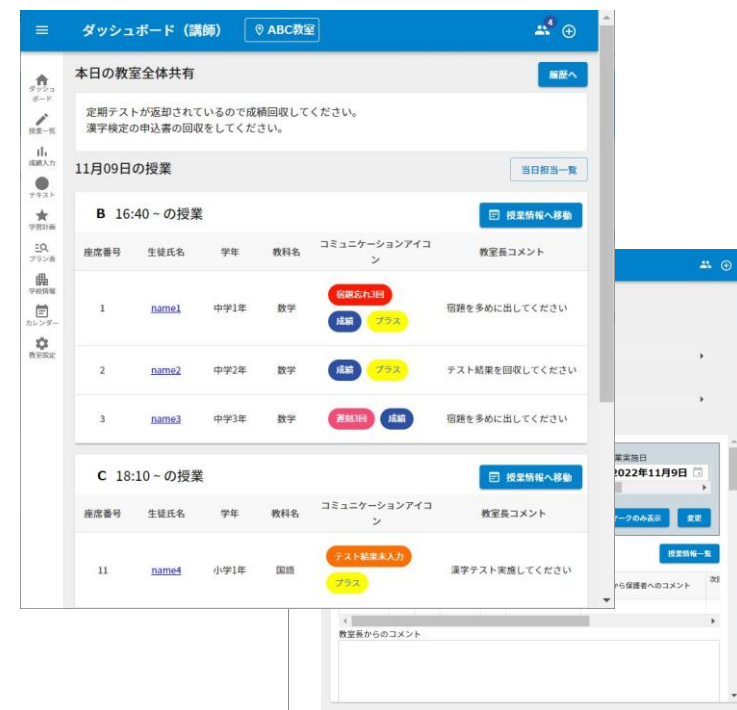 ダッシュボード（講師） ABC教室 4
本日の教室全体共有 履歴へ
定期テストが返却されているので成績回収してください。
漢字検定の申込書の回収をしてください。
11月09日の授業 当日担当一覧
ダッシュ
ボード
授業一覧
成績入力
テキスト
学習計画
プラン表
学校情報
カレンダー
教室設定
B 16:40 ~ の授業 授業情報へ移動
座席番号 生徒氏名 学年 教科名 コミュニケーションアイコ
ン 教室長コメント
宿題忘れ3回
1 name1 中学1年 数学 成績 プラス 宿題を多めに出してください
2 name2 中学2年 数学 成績 プラス テスト結果を回収してください
3 name3 中学3年 数学 遅刻3回 成績 宿題を多めに出してください
C 18:10 ~ の授業 授業情報へ移動
座席番号 生徒氏名 学年 教科名 コミュニケーションアイコ
ン 教室長コメント
テスト結果未入力
11 name4 小学1年 国語 プラス 漢字テスト実施してください
業実施日
2022年11月9日
マークのみ表示 変更
授業情報一覧
から保護者へのコメント 次回
教室長からのコメント